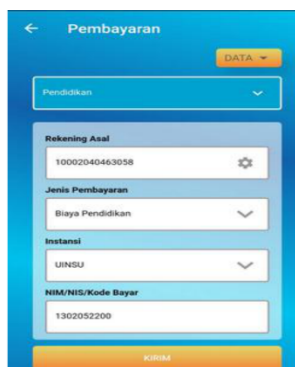 Pembayaran
DATA
Pendidikan
Rekening Asal
10002040463058
Jenis Pembayaran
Biaya Pendidikan
Instansi
UINSU
NIM/NIS/Kode Bayar
1302052200
KIRIM